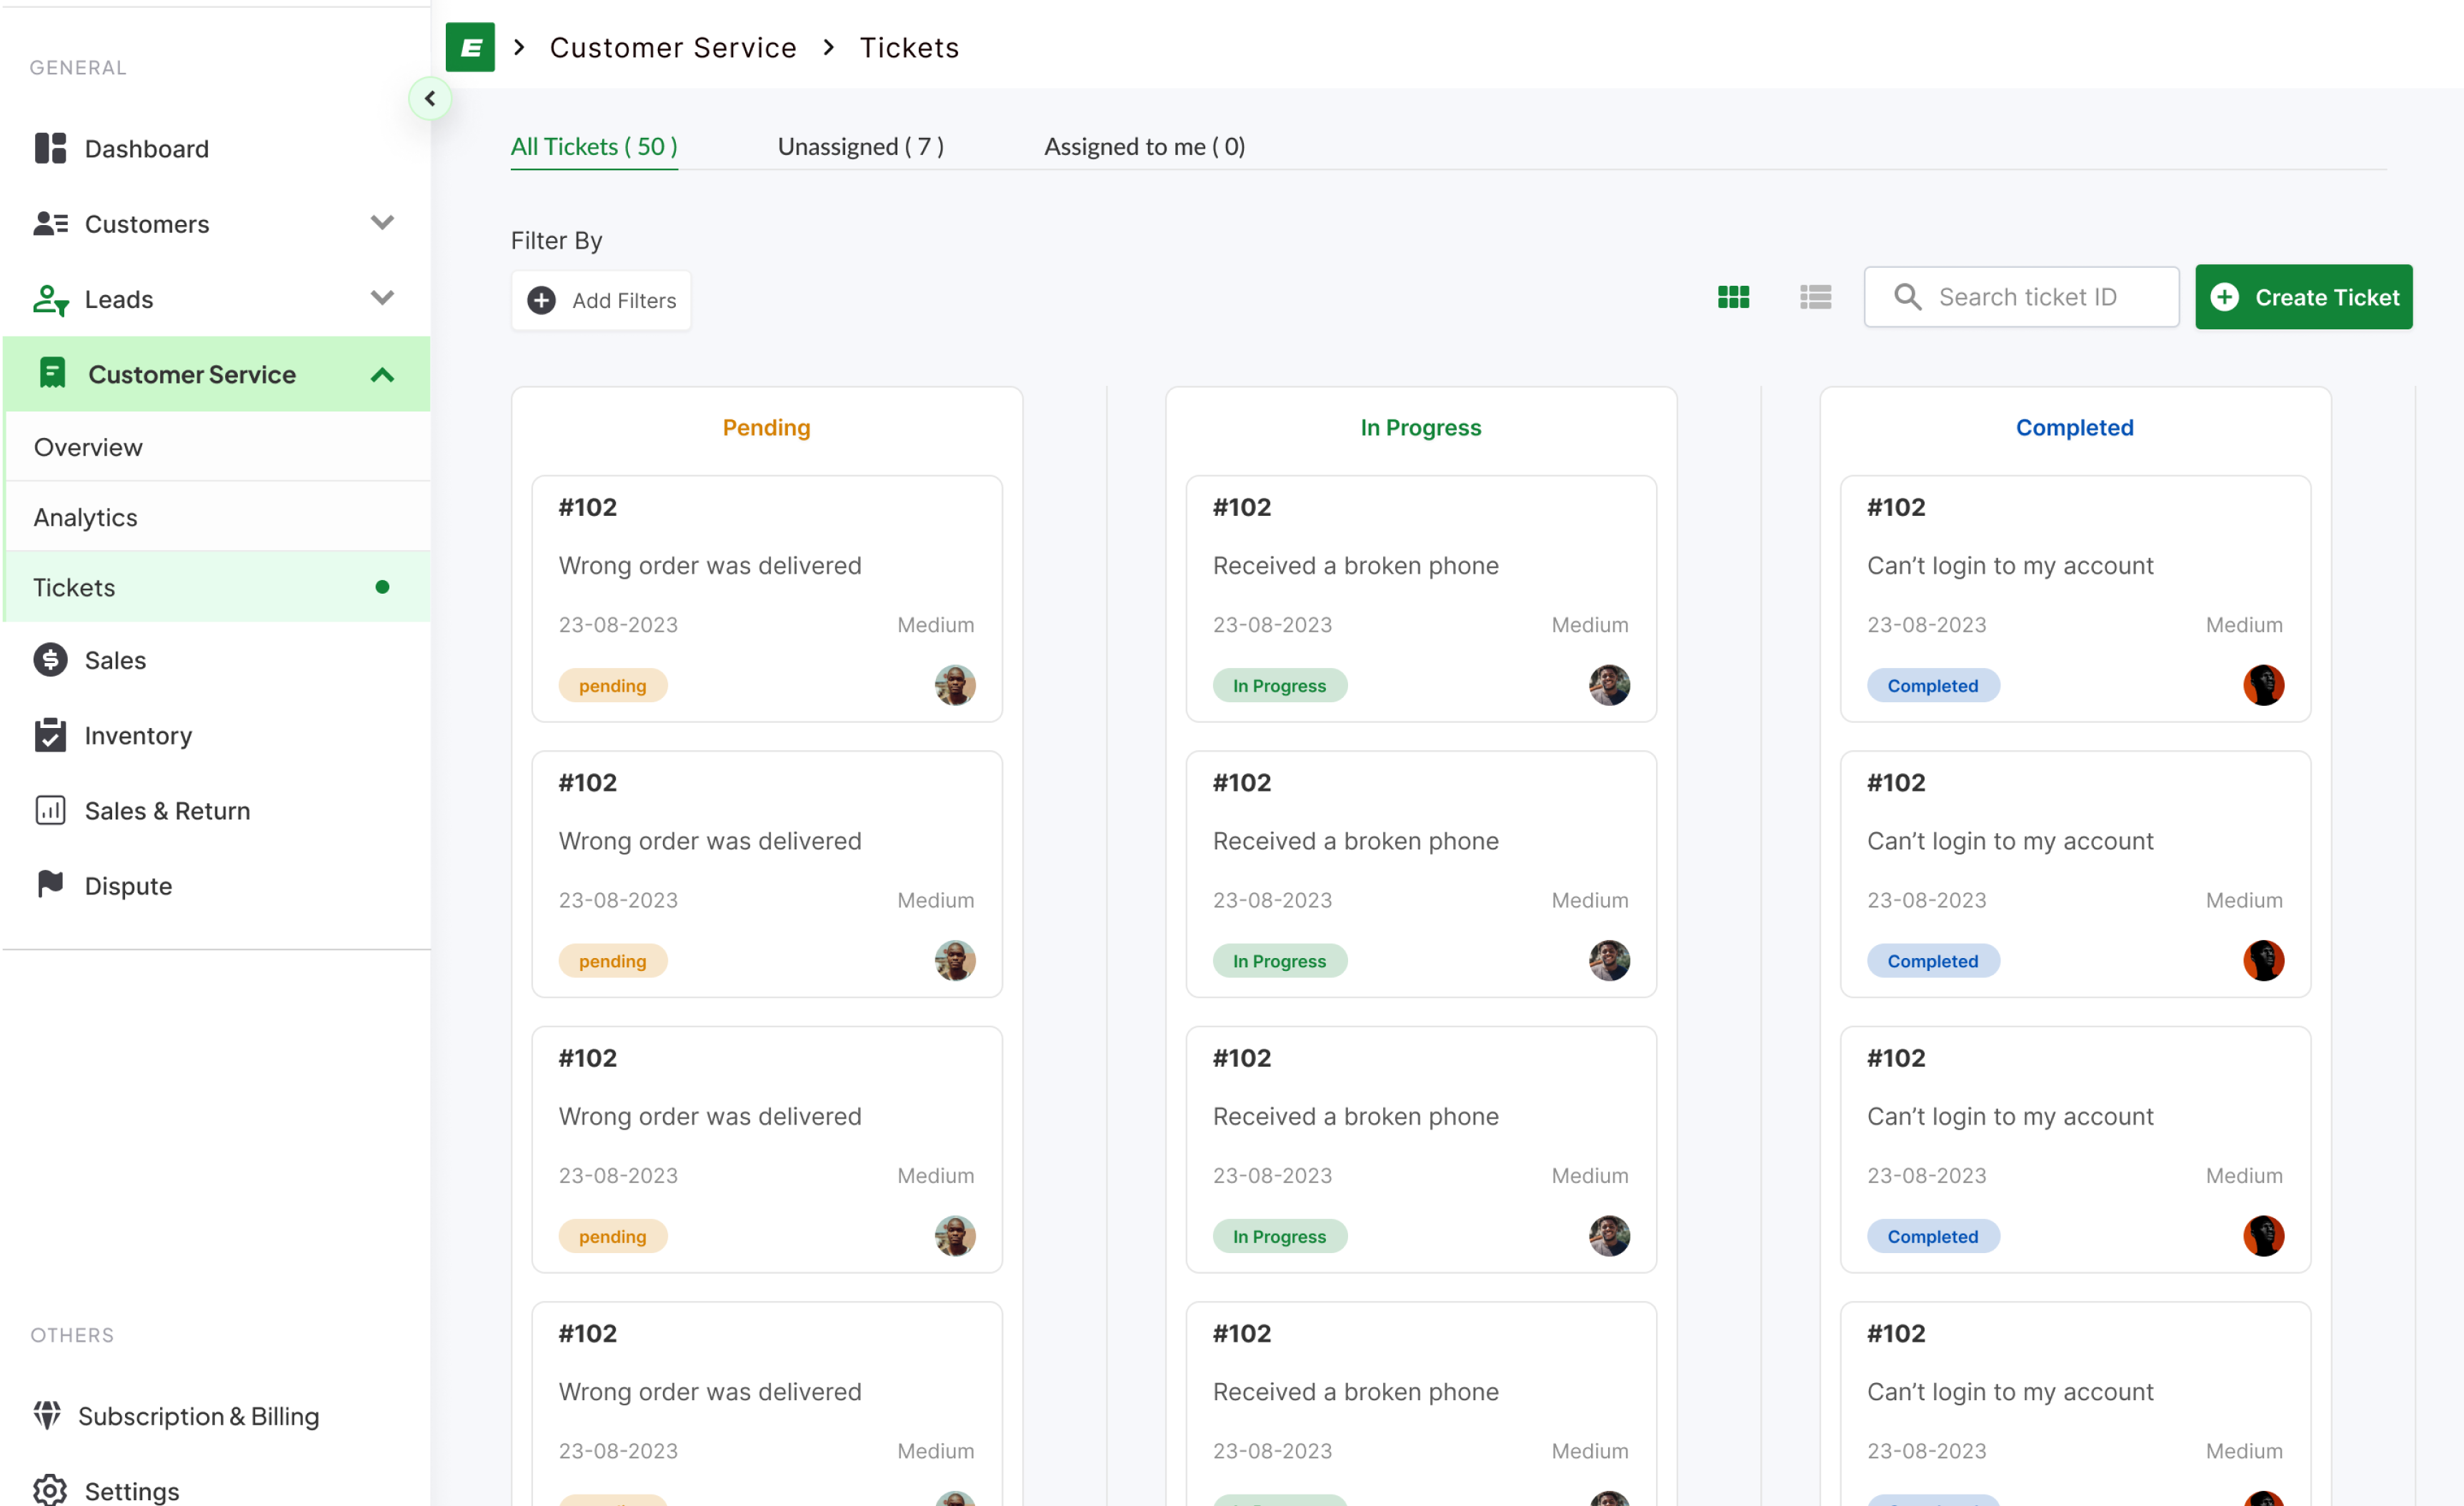 GENERAL
Dashboard
Customers
Leads
Customer Service
Overview
Analytics
Tickets
Sales
Inventory
Sales & Return
Dispute
OTHERS
Subscription & Billing
Settings
E > Customer Service > Tickets
All Tickets ( 50 ) Unassigned ( 7 ) Assigned to me ( 0)
Filter By
Add Filters
Search ticket ID
Create Ticket
Pending
#102
Wrong order was delivered
23-08-2023 Medium
pending
#102
Wrong order was delivered
23-08-2023 Medium
pending
#102
Wrong order was delivered
23-08-2023 Medium
pending
#102
Wrong order was delivered
23-08-2023 Medium
In Progress
#102
Received a broken phone
23-08-2023 Medium
In Progress
#102
Received a broken phone
23-08-2023 Medium
In Progress
#102
Received a broken phone
23-08-2023 Medium
In Progress
#102
Received a broken phone
23-08-2023 Medium
Completed
#102
Can’t login to my account
23-08-2023 Medium
Completed
#102
Can’t login to my account
23-08-2023 Medium
Completed
#102
Can’t login to my account
23-08-2023 Medium
Completed
#102
Can’t login to my account
23-08-2023 Medium